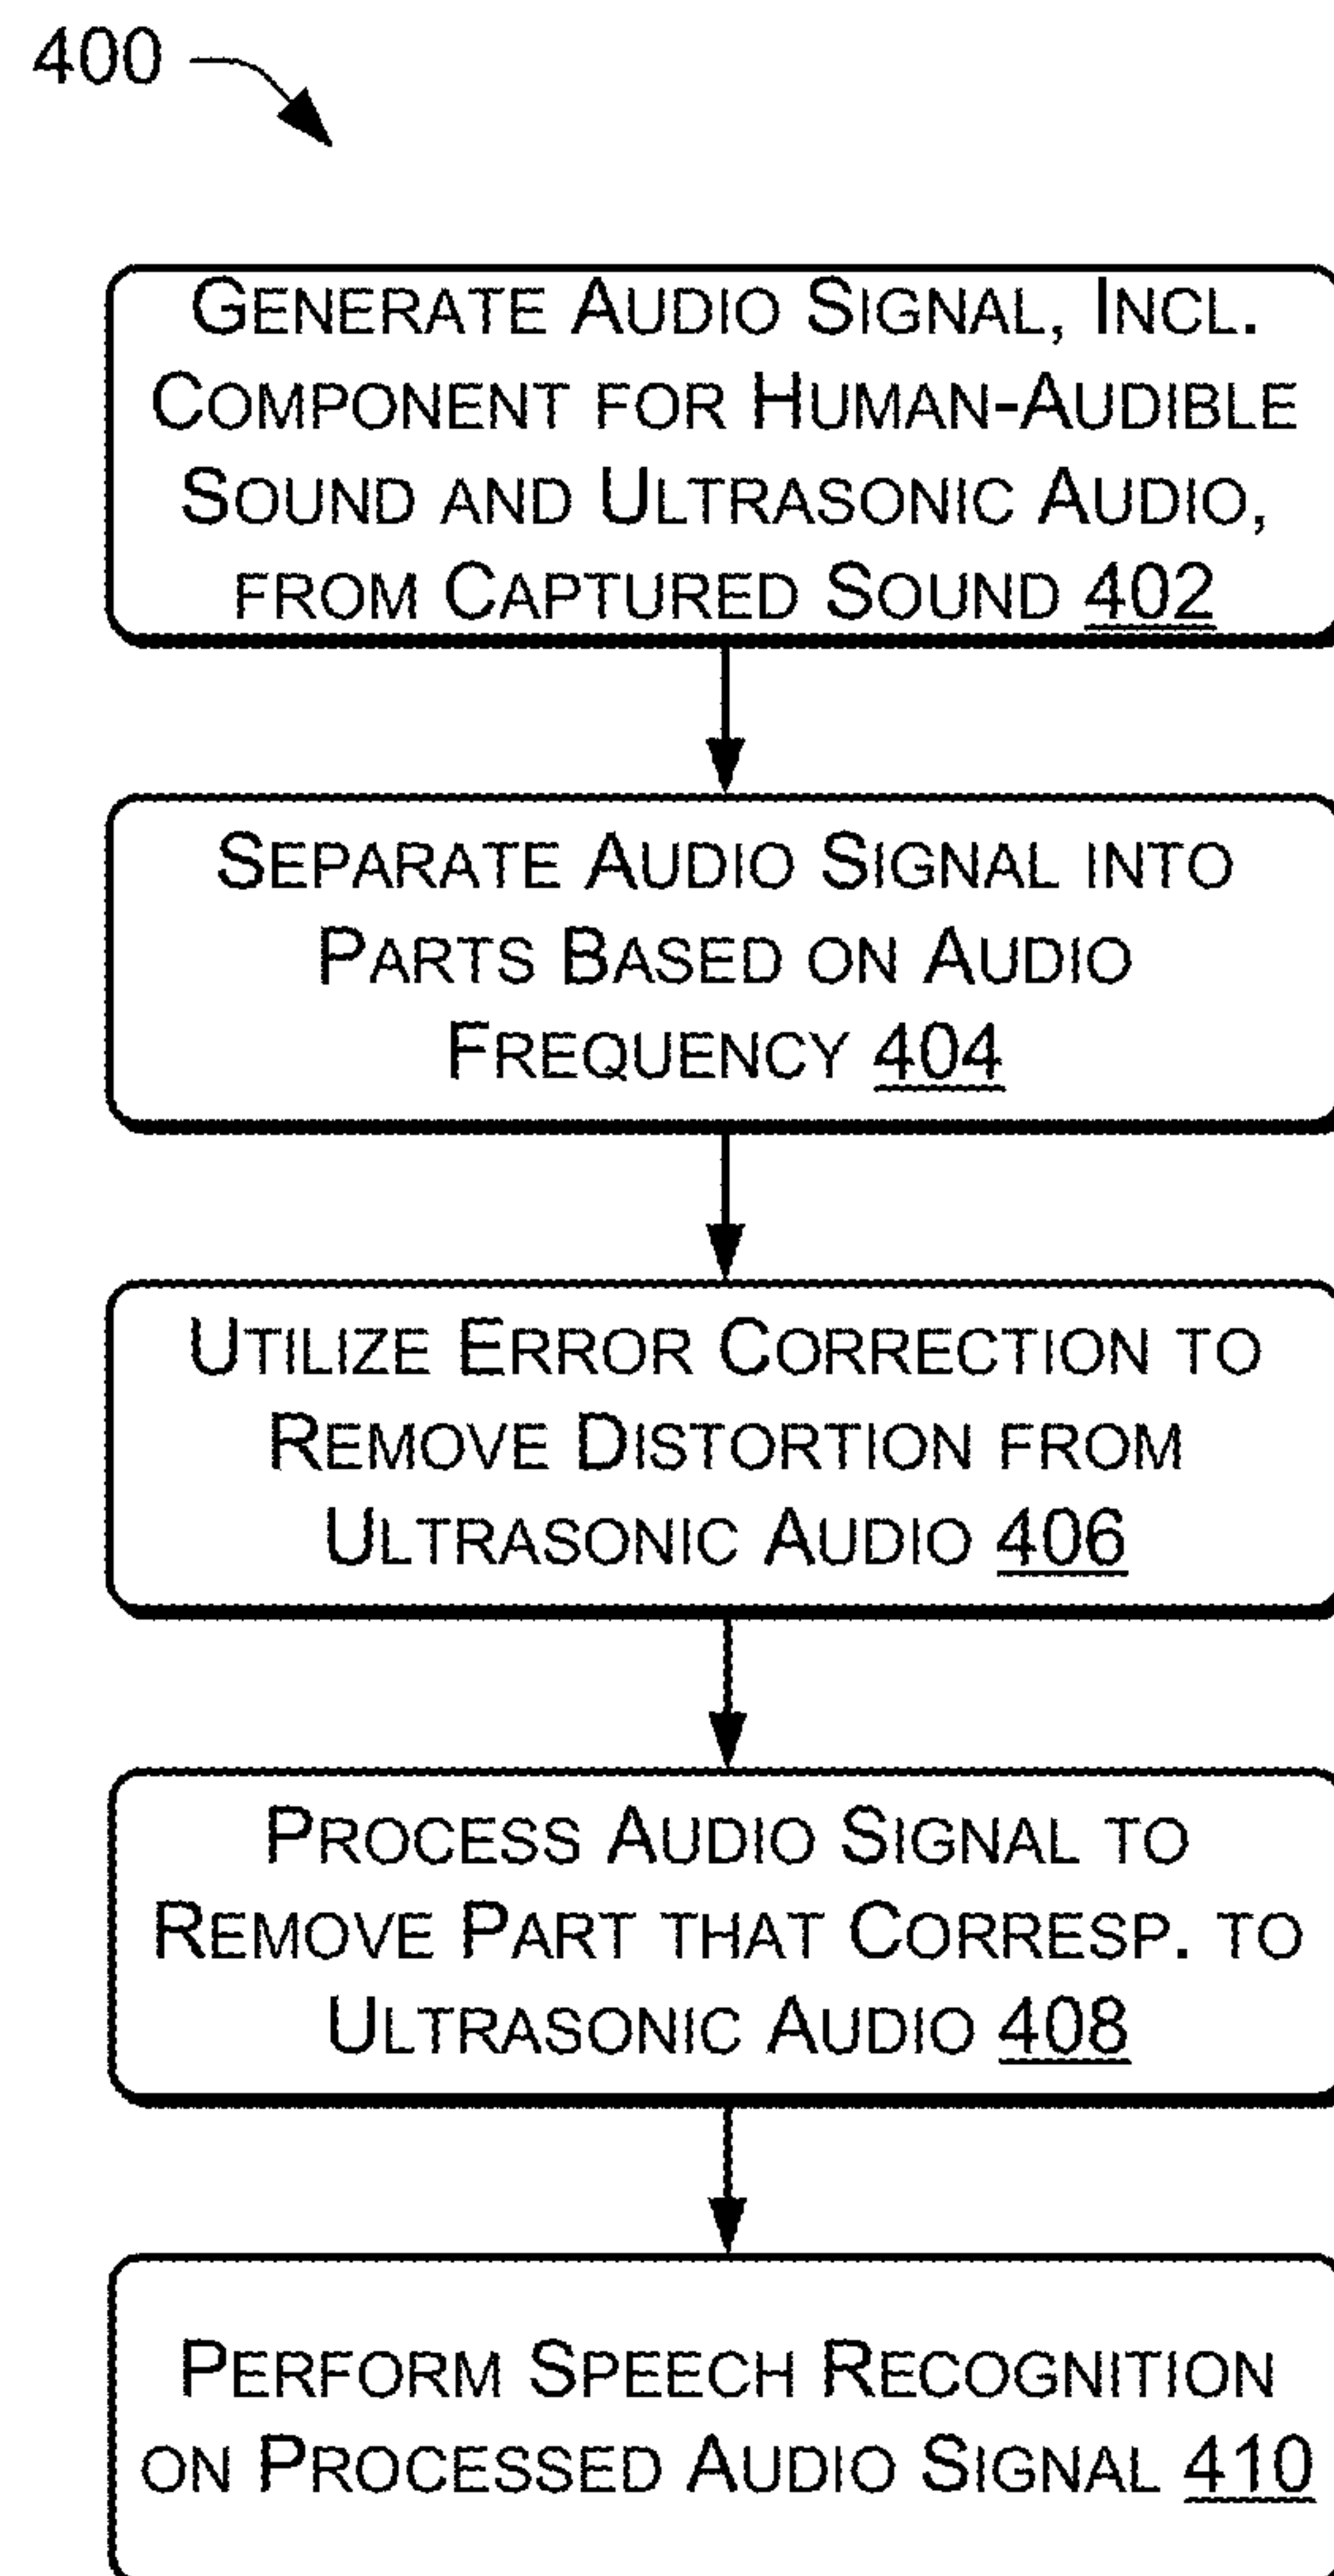 400
GENERATE AUDIO SIGNAL, INCL.
COMPONENT FOR HUMAN-AUDIBLE
SOUND AND ULTRASONIC AUDIO,
FROM CAPTURED SOUND 402
SEPARATE AUDIO SIGNAL INTO
PARTS BASED ON AUDIO
FREQUENCY 404
UTILIZE ERROR CORRECTION TO
REMOVE DISTORTION FROM
ULTRASONIC AUDIO 406
PROCESS AUDIO SIGNAL TO
REMOVE PART THAT CORRESP. TO
ULTRASONIC AUDIO 408
PERFORM SPEECH RECOGNITION
ON PROCESSED AUDIO SIGNAL 410